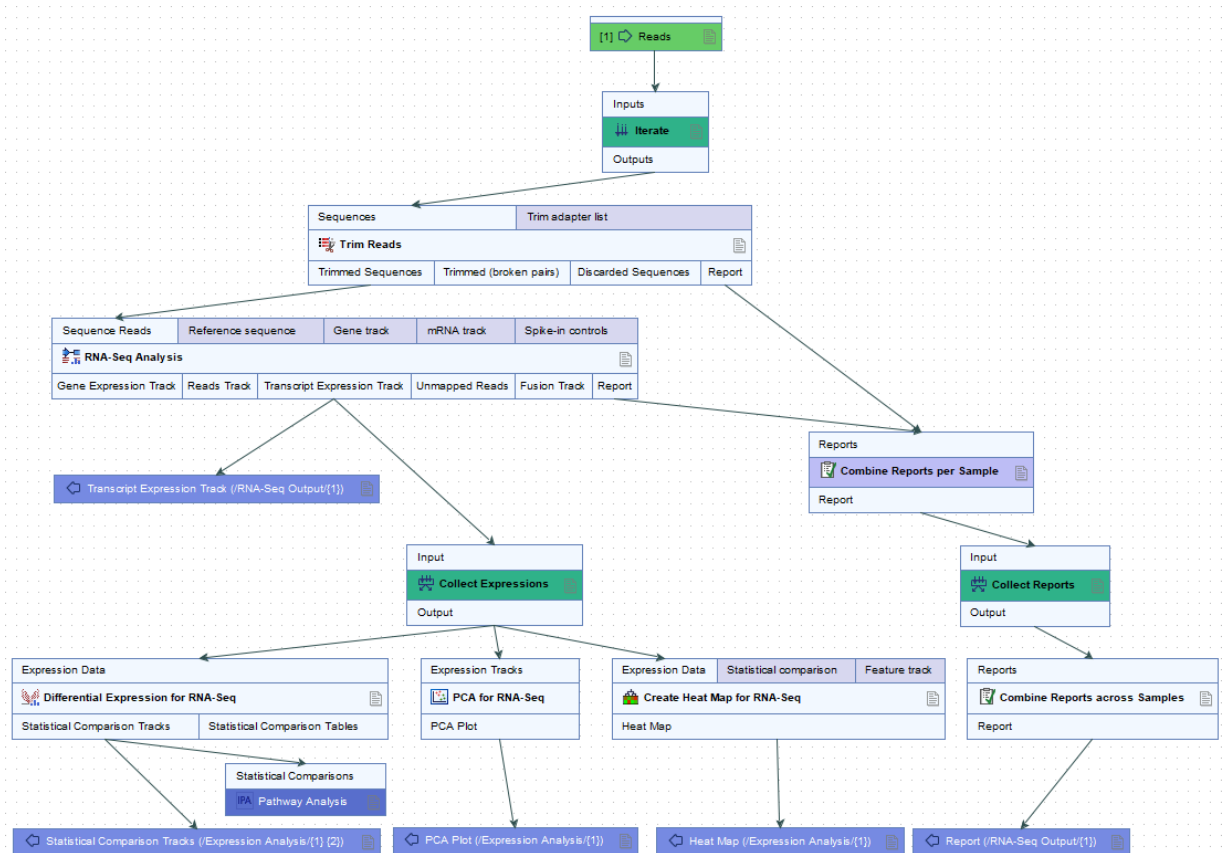 [1] Reads
Inputs
Iterate
Outputs
Sequences Trim adapter list
Trim Reads
Trimmed Sequences Trimmed (broken pairs) Discarded Sequences Report
Sequence Reads Reference sequence Gene track mRNA track Spike-in controls
RNA-Seq Analysis
Gene Expression Track Reads Track Transcript Expression Track Unmapped Reads Fusion Track Report
Reports
Combine Reports per Sample
Report
Transcript Expression Track (/RNA-Seq Output/{1})
Input
Collect Expressions
Output
Input
Collect Reports
Output
Expression Data
Differential Expression for RNA-Seq
Statistical Comparison Tracks Statistical Comparison Tables
Expression Tracks
PCA for RNA-Seq
PCA Plot
Expression Data Statistical comparison Feature track
Create Heat Map for RNA-Seq
Heat Map
Reports
Combine Reports across Samples
Report
Statistical Comparisons
IPA Pathway Analysis
Statistical Comparison Tracks (/Expression Analysis/{1} {2})
PCA Plot (/Expression Analysis/{1})
Heat Map (/Expression Analysis/{1})
Report (/RNA-Seq Output/{1})